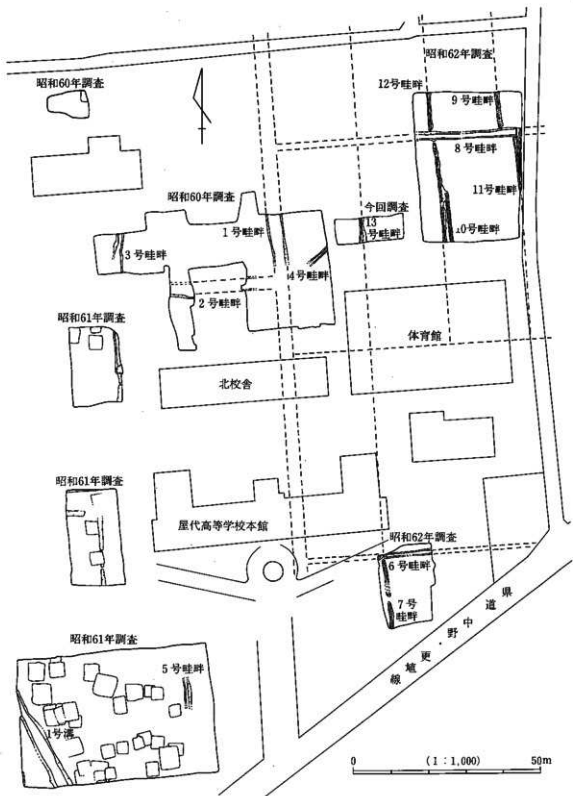 昭和62年調査
昭和60年調査
12号畦畔
9号畦畔
8号畦畔
昭和60年調査
11号畦畔
今回調査
1号畦畔
13
号畦畔
10号畦畔
3号畦畔
4号畦畔
2号畦畔
昭和61年調査
体育館
北校舎
昭和61年調査
屋代高等学校本館
昭和62年調査
6号畦畔
7号
畦畔
県道中野・更埴線
昭和61年調査
5号畦畔
1号溝
0 (1:1,000) 50m